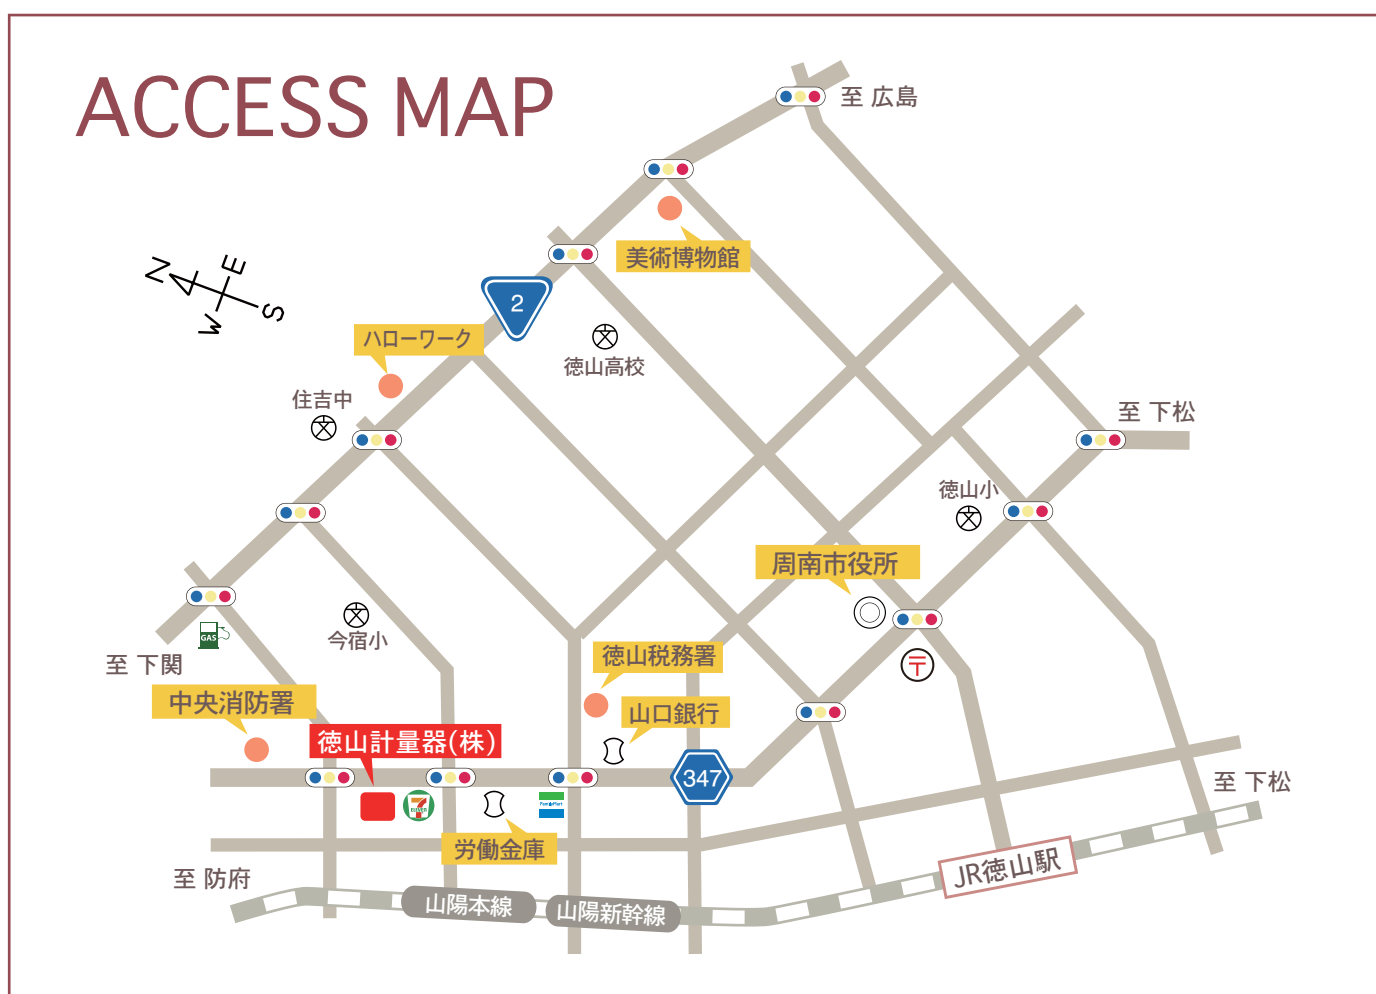 ACCESS MAP
至 広島
美術博物館
N
E
W
S
2
ハローワーク
徳山高校
住吉中
至 下松
徳山小
周南市役所
GAS
今宿小
至 下関
徳山税務署
中央消防署
山口銀行
徳山計量器(株)
347
至 下松
7
ELEVEN
FamilyMart
労働金庫
JR徳山駅
至 防府
山陽本線
山陽新幹線